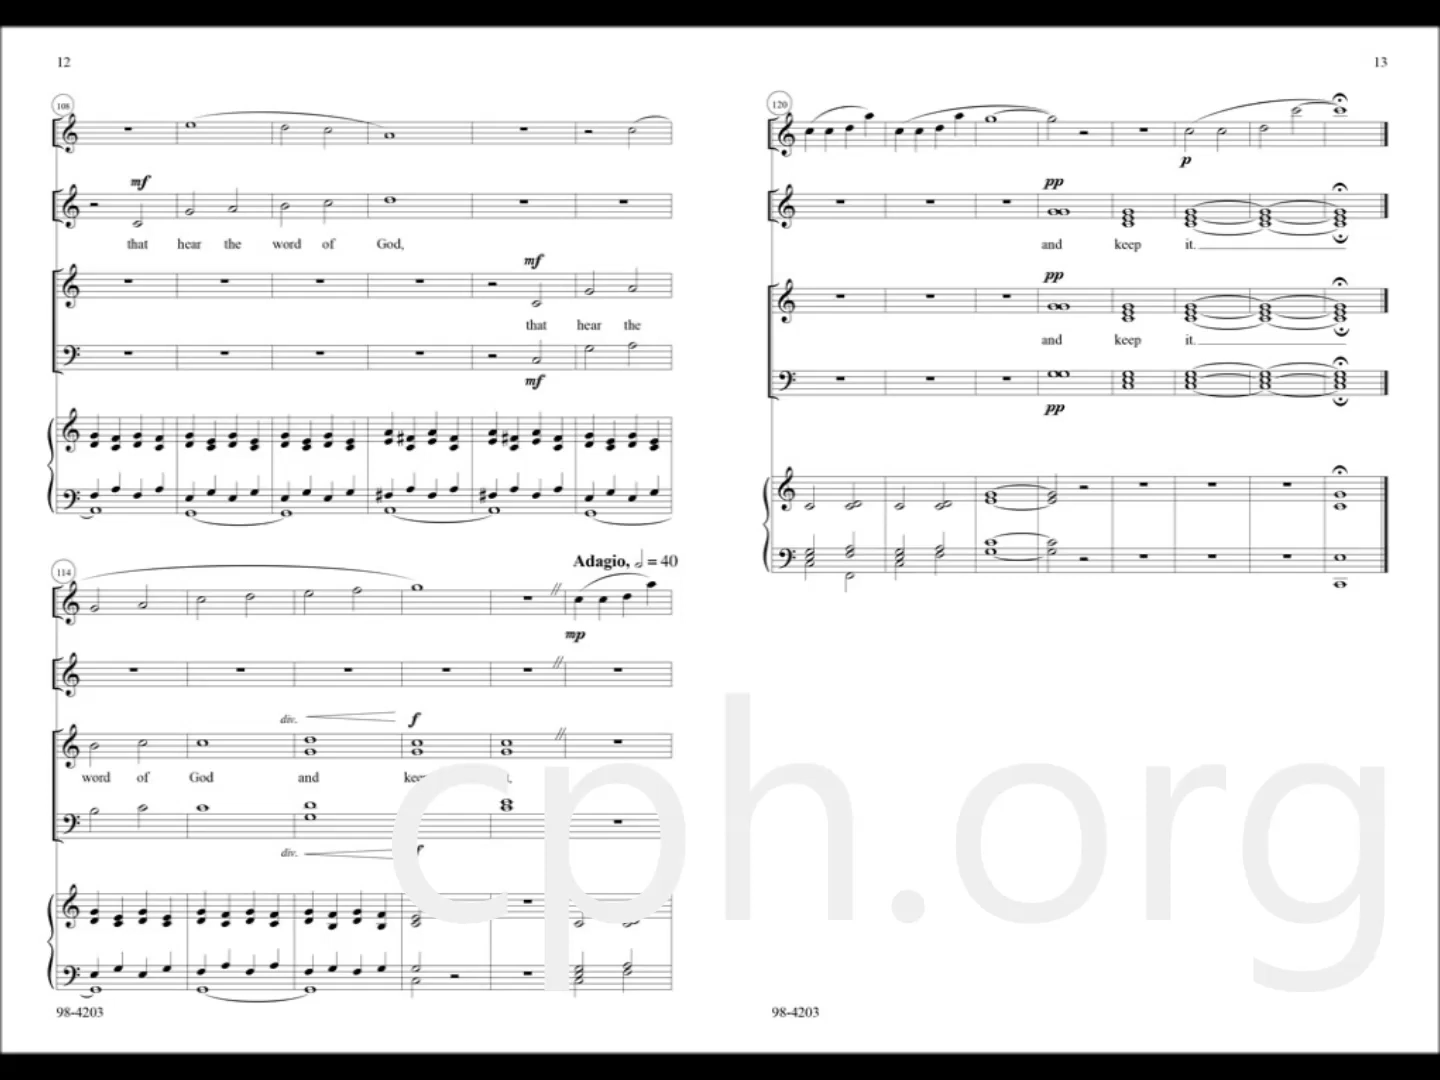 12
108
mf
that hear the word of God,
mf
that hear the
mf
Adagio, = 40
114
mp
div. f
word of God and
div. f
98-4203
13
120
p
pp
and keep it.
pp
and keep it.
pp
98-4203
cph.org